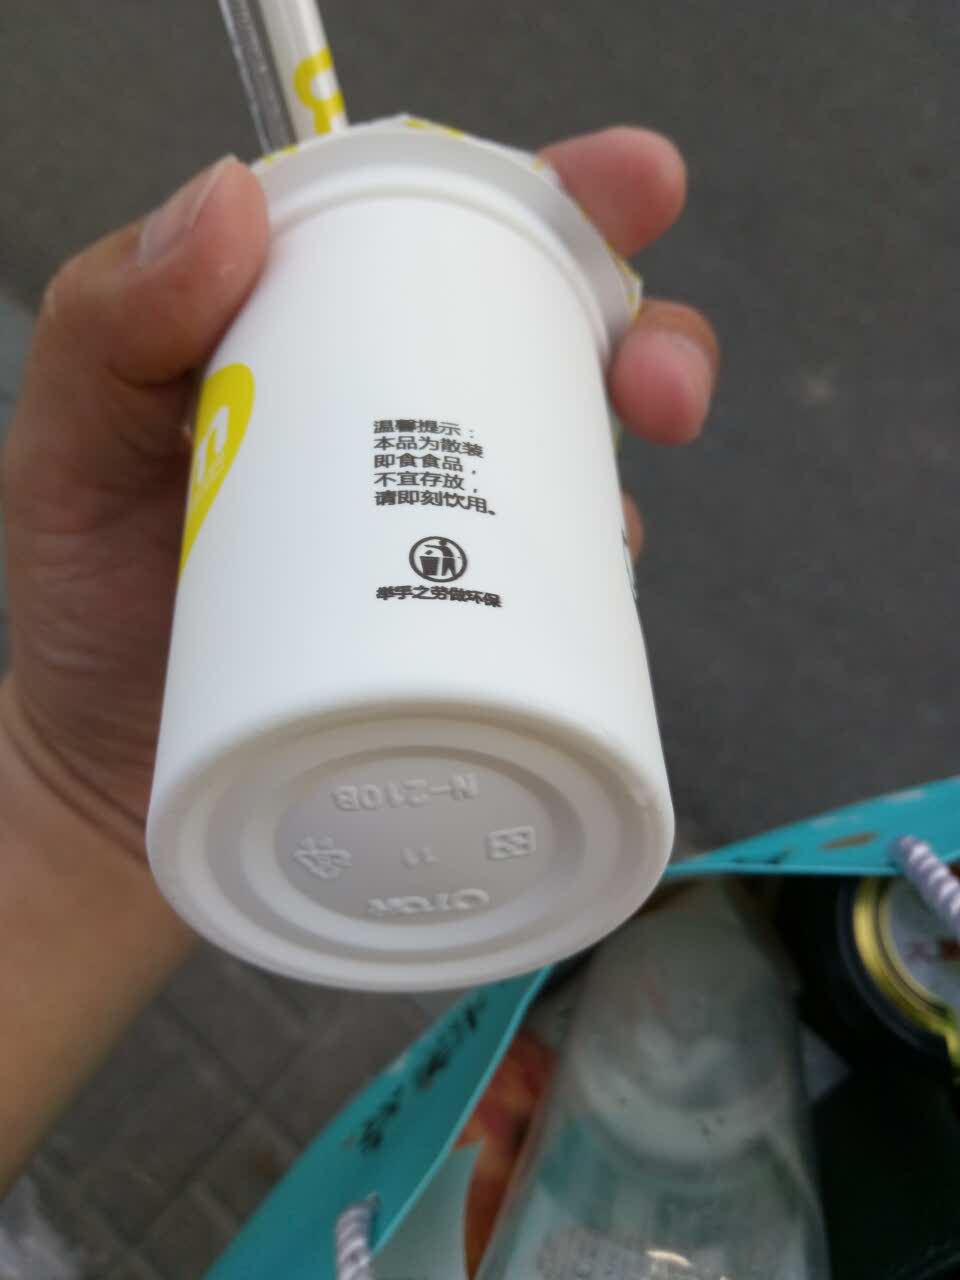 温馨提示：
本品为散装
即食食品，
不宜存放，
请即刻饮用。
举手之劳做环保
N-210B
11